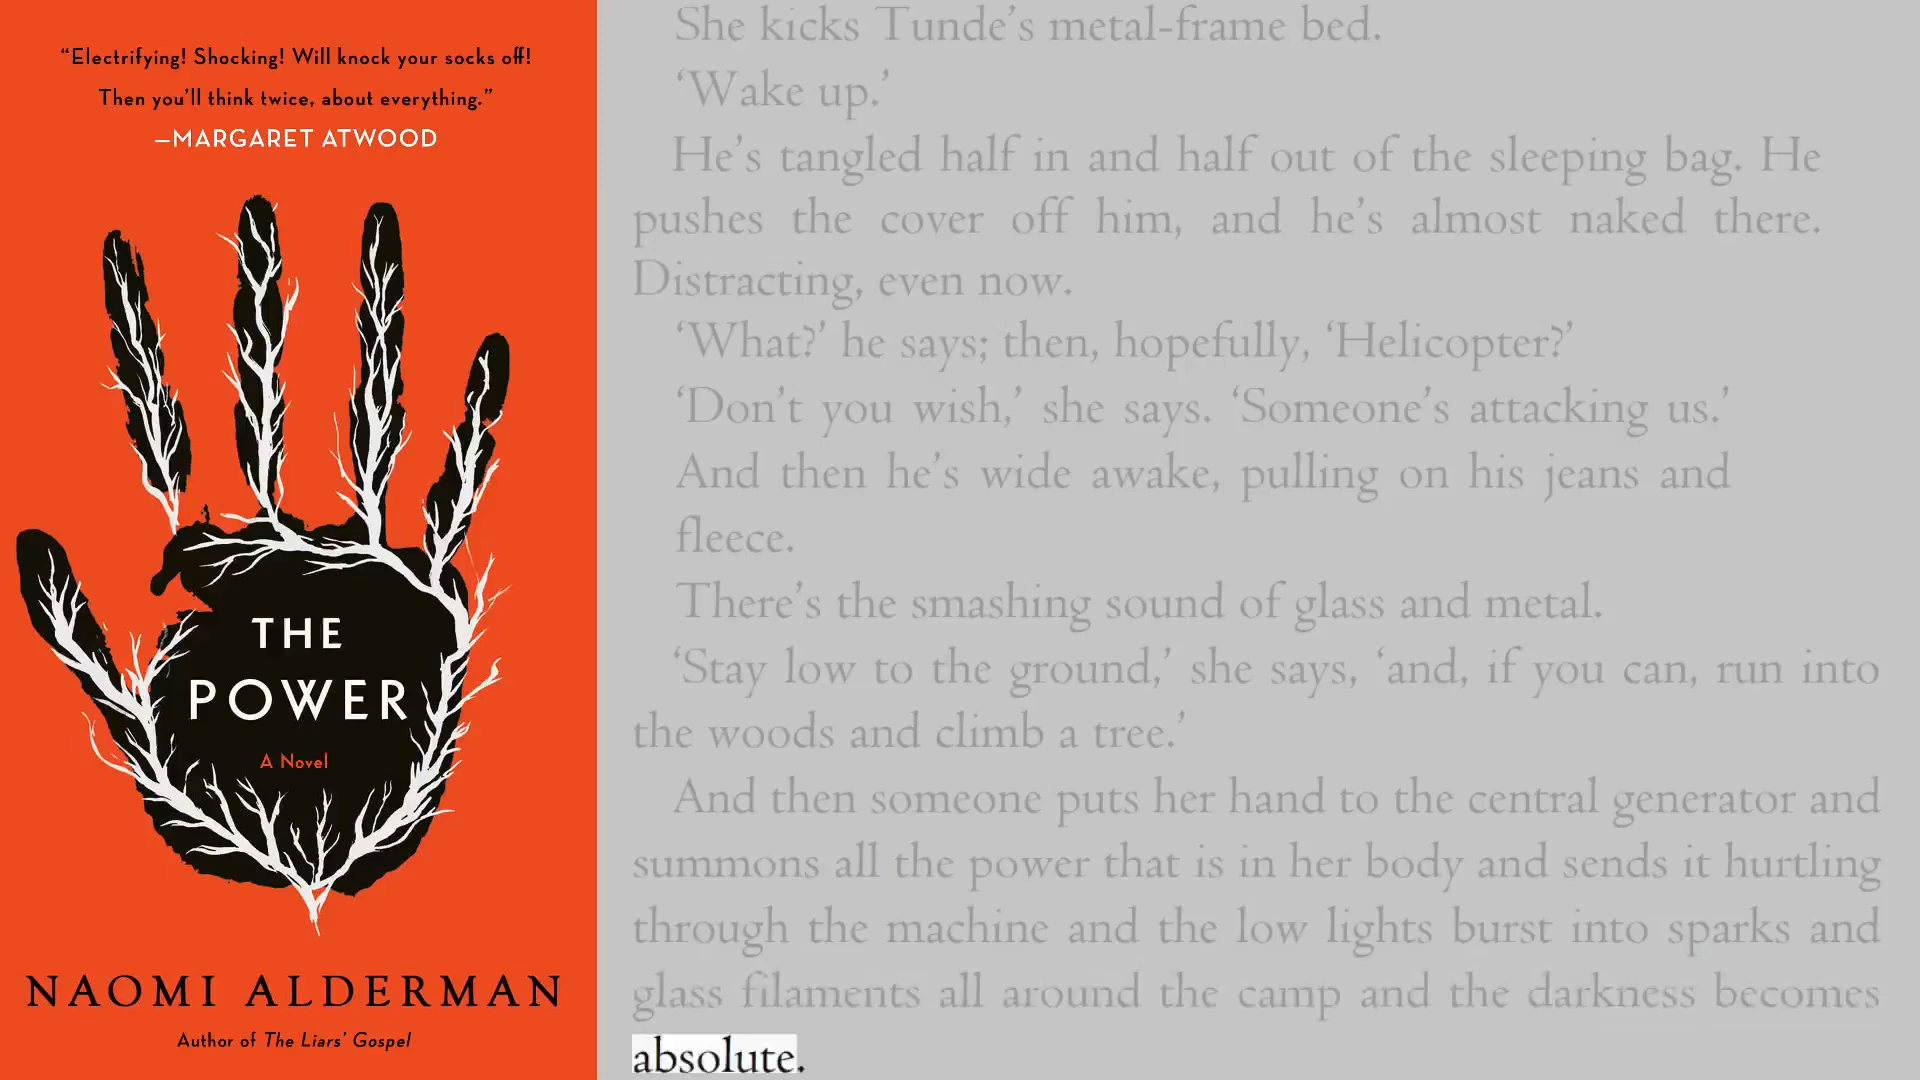 “Electrifying! Shocking! Will knock your socks off!
Then you’ll think twice, about everything.”
—MARGARET ATWOOD
THE
POWER
A Novel
NAOMI ALDERMAN
Author of The Liars’ Gospel
She kicks Tunde’s metal-frame bed.
‘Wake up.’
He’s tangled half in and half out of the sleeping bag. He
pushes the cover off him, and he’s almost naked there.
Distracting, even now.
‘What?’ he says; then, hopefully, ‘Helicopter?’
‘Don’t you wish,’ she says. ‘Someone’s attacking us.’
And then he’s wide awake, pulling on his jeans and
fleece.
There’s the smashing sound of glass and metal.
‘Stay low to the ground,’ she says, ‘and, if you can, run into
the woods and climb a tree.’
And then someone puts her hand to the central generator and
summons all the power that is in her body and sends it hurtling
through the machine and the low lights burst into sparks and
glass filaments all around the camp and the darkness becomes
absolute.